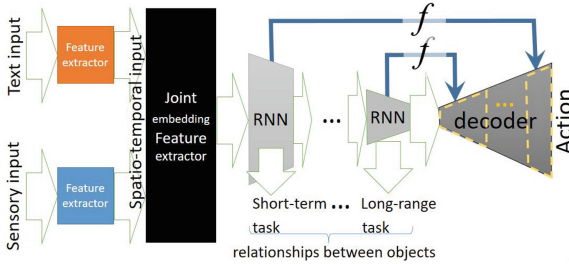 Text input
Feature
extractor
Sensory input
Feature
extractor
Spatio-temporal input
Joint
embedding
Feature
extractor
RNN
...
RNN
f
f
decoder
...
Action
Short-term ... Long-range
task task
relationships between objects